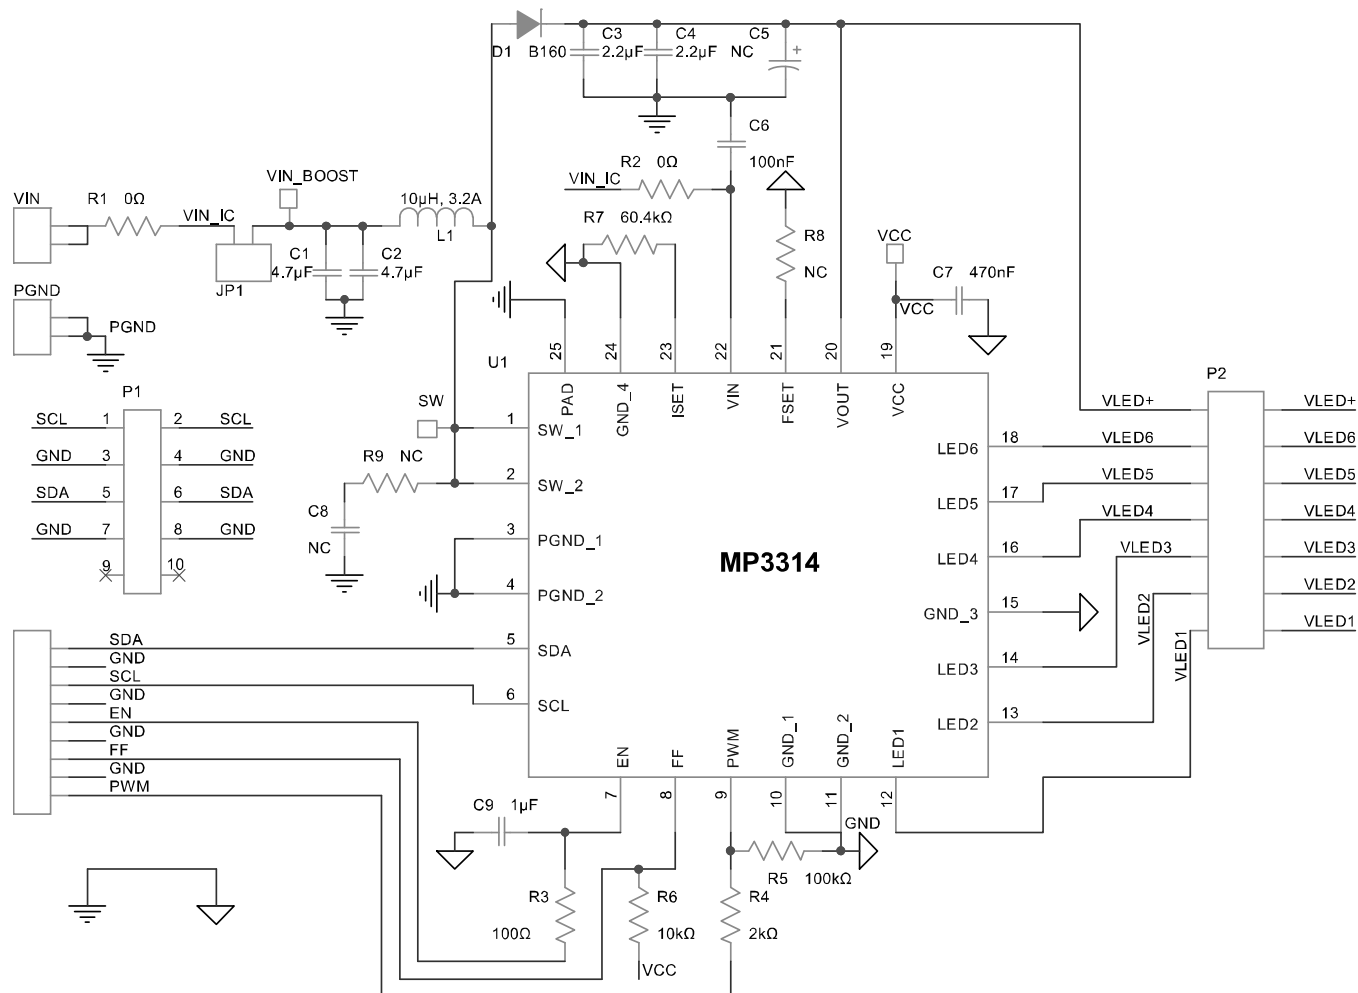 D1 B160
C3
2.2µF
C4
2.2µF
C5
NC
+
C6
100nF
R2 0Ω
VIN_IC
R7 60.4kΩ
R8
NC
VCC
VCC
C7 470nF
VIN
R1 0Ω
VIN_IC
VIN_BOOST
JP1
C1
4.7µF
C2
4.7µF
10µH, 3.2A
L1
PGND
PGND
U1
25 24 23 22 21 20 19
PAD GND_4 ISET VIN FSET VOUT VCC
P1
SCL 1 2 SCL
GND 3 4 GND
SDA 5 6 SDA
GND 7 8 GND
9 10
SW
R9 NC
C8
NC
1 SW_1
2 SW_2
3 PGND_1
4 PGND_2
5 SDA
6 SCL
MP3314
LED6 18
LED5 17
LED4 16
GND_3 15
LED3 14
LED2 13
EN FF PWM GND_1 GND_2 LED1
7 8 9 10 11 12
P2
VLED+ VLED+
VLED6 VLED6
VLED5 VLED5
VLED4 VLED4
VLED3 VLED3
VLED2 VLED2
VLED1 VLED1
SDA
GND
SCL
GND
EN
GND
FF
GND
PWM
C9 1µF
R3
100Ω
R6
10kΩ
VCC
R5 100kΩ
GND
R4
2kΩ